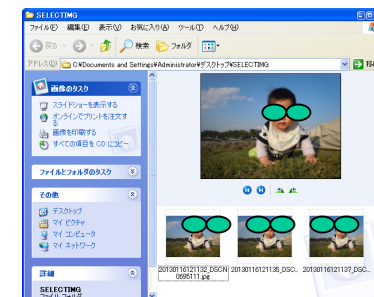 SELECTIMG
ファイル(F) 編集(E) 表示(V) お気に入り(A) ツール(T) ヘルプ(H)
戻る 検索 フォルダ
アドレス(D) C:¥Documents and Settings¥Administrator¥デスクトップ¥SELECTIMG 移
画像のタスク
スライドショーを表示する
オンラインでプリントを注文する
画像を印刷する
すべての項目を CD にコピー
ファイルとフォルダのタスク
その他
デスクトップ
マイ ピクチャ
マイ コンピュータ
マイ ネットワーク
詳細
SELECTIMG
ファイル フォルダ
20130116121132_DSCN
0695111.jpg
20130116121135_DSC...
20130116121137_DSC...